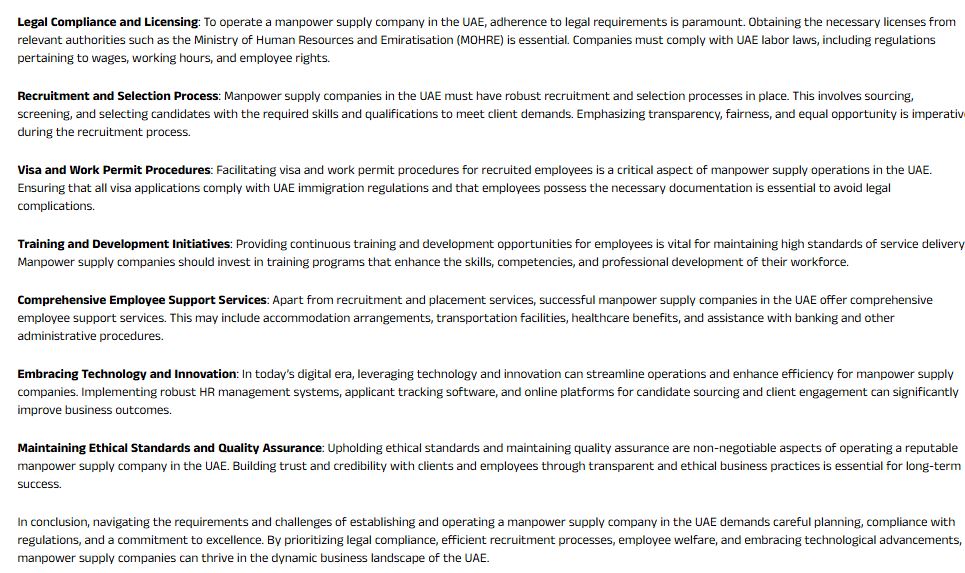 Legal Compliance and Licensing: To operate a manpower supply company in the UAE, adherence to legal requirements is paramount. Obtaining the necessary licenses from
relevant authorities such as the Ministry of Human Resources and Emiratisation (MOHRE) is essential. Companies must comply with UAE labor laws, including regulations
pertaining to wages, working hours, and employee rights.
Recruitment and Selection Process: Manpower supply companies in the UAE must have robust recruitment and selection processes in place. This involves sourcing,
screening, and selecting candidates with the required skills and qualifications to meet client demands. Emphasizing transparency, fairness, and equal opportunity is imperative
during the recruitment process.
Visa and Work Permit Procedures: Facilitating visa and work permit procedures for recruited employees is a critical aspect of manpower supply operations in the UAE.
Ensuring that all visa applications comply with UAE immigration regulations and that employees possess the necessary documentation is essential to avoid legal
complications.
Training and Development Initiatives: Providing continuous training and development opportunities for employees is vital for maintaining high standards of service delivery
Manpower supply companies should invest in training programs that enhance the skills, competencies, and professional development of their workforce.
Comprehensive Employee Support Services: Apart from recruitment and placement services, successful manpower supply companies in the UAE offer comprehensive
employee support services. This may include accommodation arrangements, transportation facilities, healthcare benefits, and assistance with banking and other
administrative procedures.
Embracing Technology and Innovation: In today's digital era, leveraging technology and innovation can streamline operations and enhance efficiency for manpower supply
companies. Implementing robust HR management systems, applicant tracking software, and online platforms for candidate sourcing and client engagement can significantly
improve business outcomes.
Maintaining Ethical Standards and Quality Assurance: Upholding ethical standards and maintaining quality assurance are non-negotiable aspects of operating a reputable
manpower supply company in the UAE. Building trust and credibility with clients and employees through transparent and ethical business practices is essential for long-term
success.
In conclusion, navigating the requirements and challenges of establishing and operating a manpower supply company in the UAE demands careful planning, compliance with
regulations, and a commitment to excellence. By prioritizing legal compliance, efficient recruitment processes, employee welfare, and embracing technological advancements,
manpower supply companies can thrive in the dynamic business landscape of the UAE.